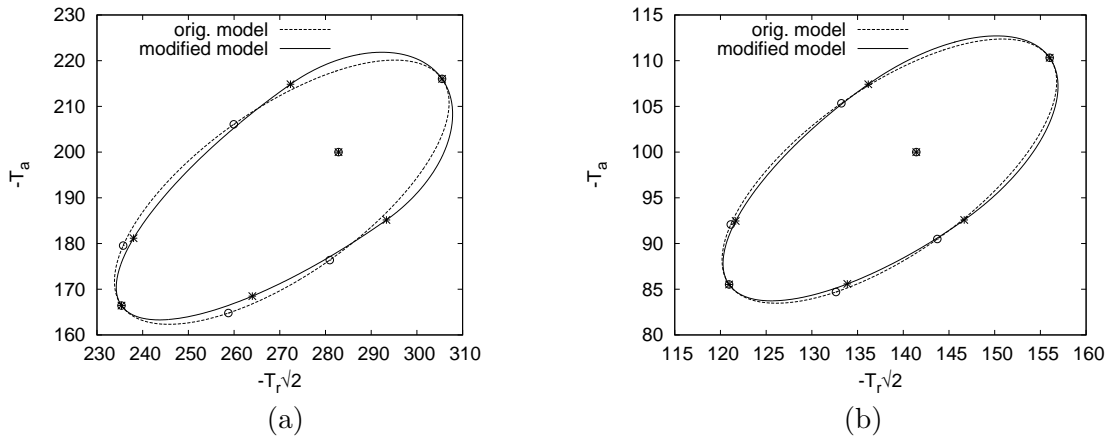 orig. model
modified model
230
220
210
200
190
180
170
160
-T_a
230 240 250 260 270 280 290 300 310
-T_r√2
(a)
orig. model
modified model
115
110
105
100
95
90
85
80
-T_a
115 120 125 130 135 140 145 150 155 160
-T_r√2
(b)